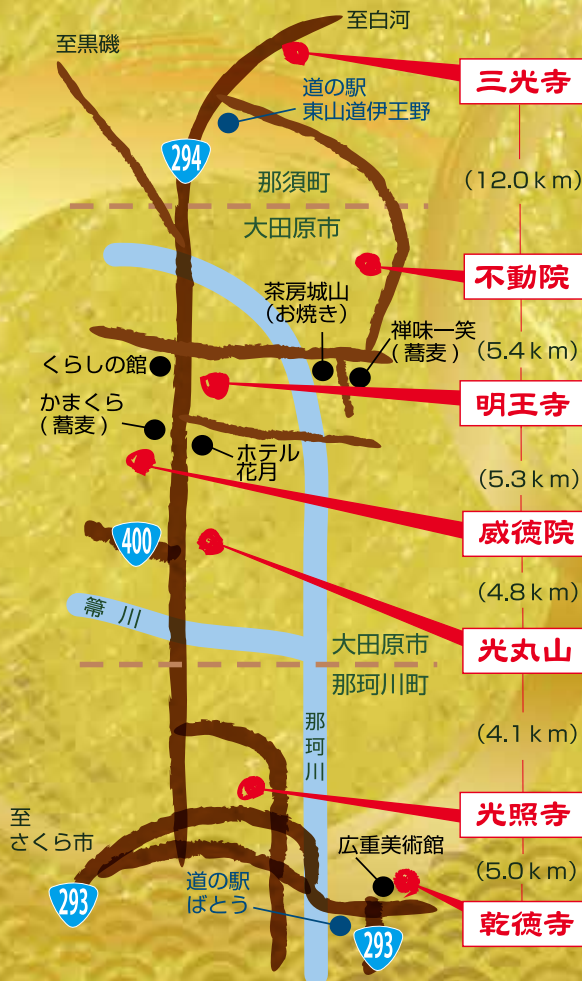 至白河
至黒磯
三光寺
道の駅
東山道伊王野
294
(12.0km)
那須町
大田原市
不動院
茶房城山
(お焼き)
禅味一笑
(蕎麦)
(5.4km)
くらしの館
明王寺
かまくら
(蕎麦)
ホテル
花月
(5.3km)
威徳院
400
(4.8km)
箒川
大田原市
光丸山
那珂川町
那珂川
(4.1km)
光照寺
至
さくら市
広重美術館
(5.0km)
293
道の駅
ばとう
乾徳寺
293